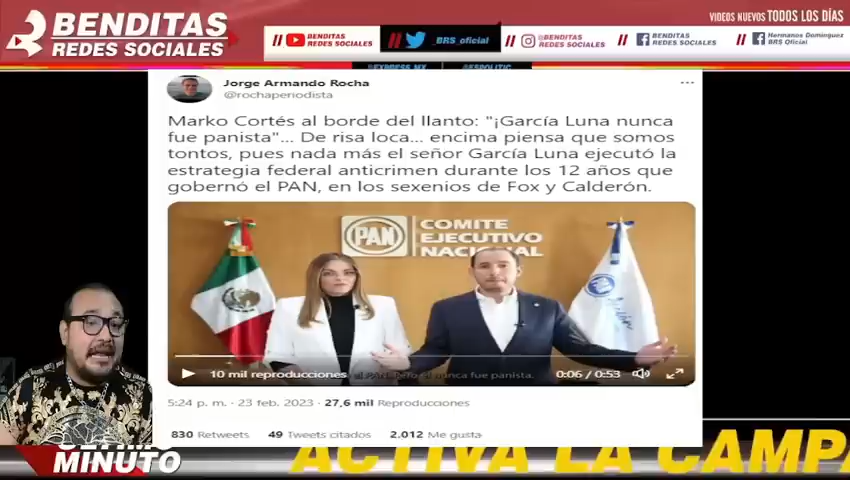 BENDITAS
REDES SOCIALES
VIDEOS NUEVOS TODOS LOS DÍAS
BENDITAS
REDES SOCIALES
_BRS_oficial
@BENDITAS
REDES SOCIALES
BENDITAS
REDES SOCIALES
Hermanos Domínguez
BRS Oficial
Jorge Armando Rocha
@rochaperiodista
Marko Cortés al borde del llanto: "¡García Luna nunca
fue panista"... De risa loca... encima piensa que somos
tontos, pues nada más el señor García Luna ejecutó la
estrategia federal anticrimen durante los 12 años que
gobernó el PAN, en los sexenios de Fox y Calderón.
PAN
COMITE
EJECUTIVO
NACIONAL
10 mil reproducciones
nunca fue panista.
0:06 / 0:53
5:24 p. m. · 23 feb. 2023 · 27,6 mil Reproducciones
830 Retweets 49 Tweets citados 2.012 Me gusta
MINUTO
ACTIVA LA CAMPA